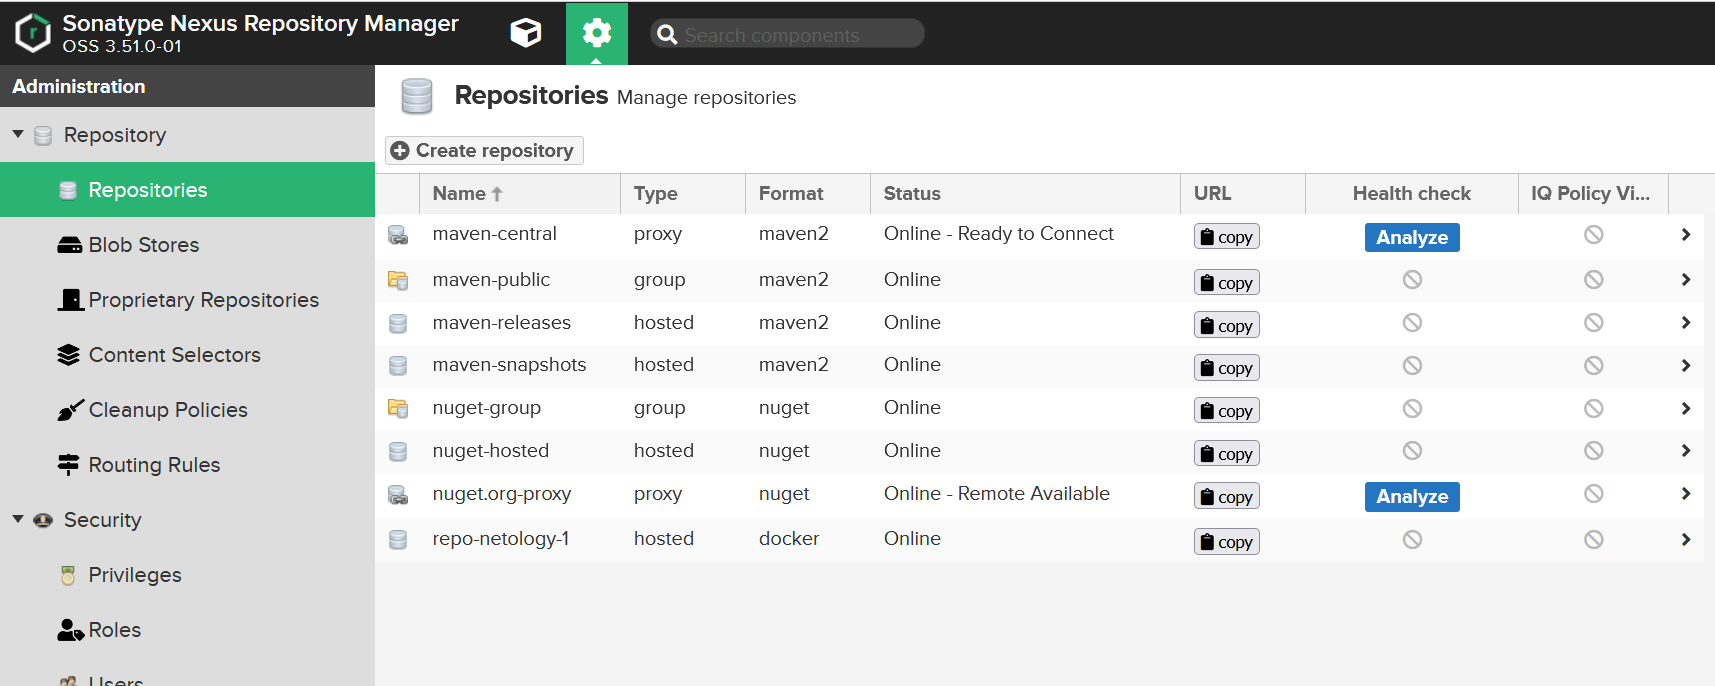 Sonatype Nexus Repository Manager
OSS 3.51.0-01
Search components
Administration
Repository
Repositories
Blob Stores
Proprietary Repositories
Content Selectors
Cleanup Policies
Routing Rules
Security
Privileges
Roles
Users
Repositories Manage repositories
Create repository
Name Type Format Status URL Health check IQ Policy Vi...
maven-central proxy maven2 Online - Ready to Connect copy Analyze
maven-public group maven2 Online copy
maven-releases hosted maven2 Online copy
maven-snapshots hosted maven2 Online copy
nuget-group group nuget Online copy
nuget-hosted hosted nuget Online copy
nuget.org-proxy proxy nuget Online - Remote Available copy Analyze
repo-netology-1 hosted docker Online copy